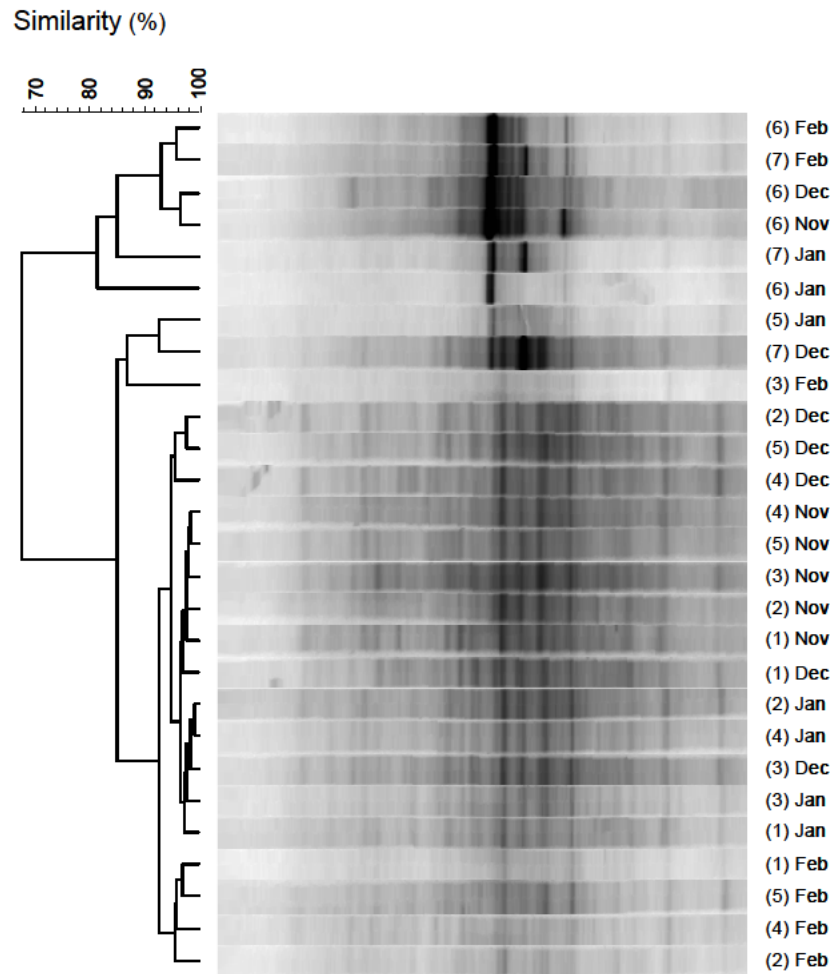 Similarity (%)
70 80 90 100
(6) Feb
(7) Feb
(6) Dec
(6) Nov
(7) Jan
(6) Jan
(5) Jan
(7) Dec
(3) Feb
(2) Dec
(5) Dec
(4) Dec
(4) Nov
(5) Nov
(3) Nov
(2) Nov
(1) Nov
(1) Dec
(2) Jan
(4) Jan
(3) Dec
(3) Jan
(1) Jan
(1) Feb
(5) Feb
(4) Feb
(2) Feb